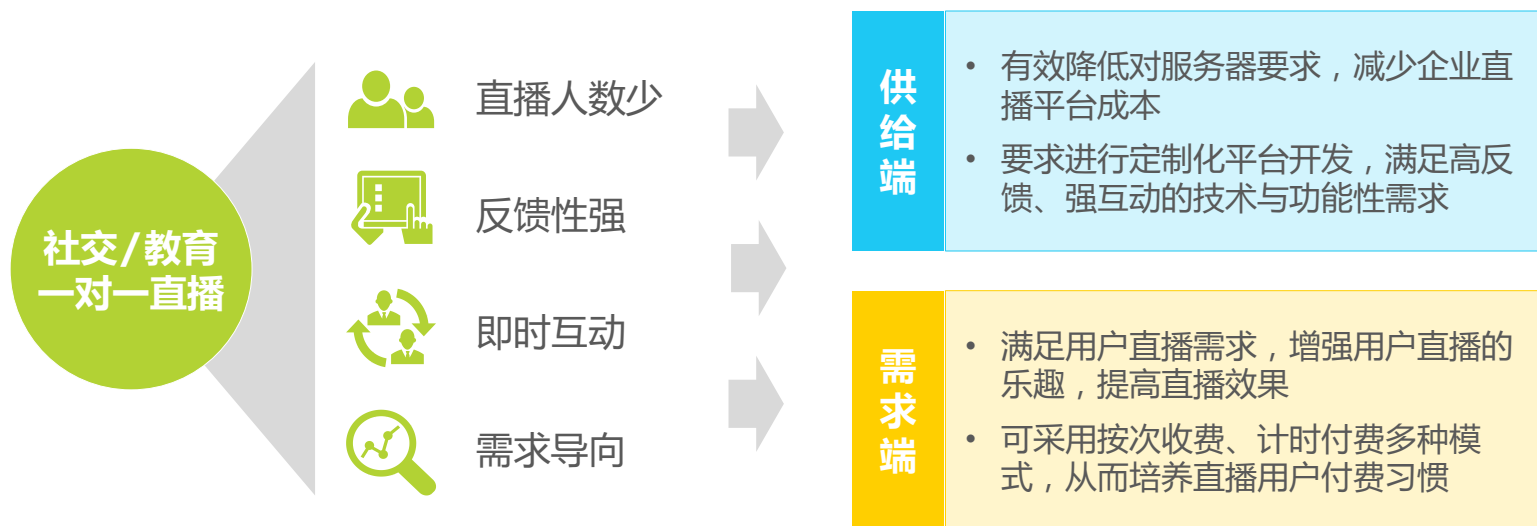 社交/教育
一对一直播
直播人数少
反馈性强
即时互动
需求导向
供给端
• 有效降低对服务器要求，减少企业直
播平台成本
• 要求进行定制化平台开发，满足高反
馈、强互动的技术与功能性需求
需求端
• 满足用户直播需求，增强用户直播的
乐趣，提高直播效果
• 可采用按次收费、计时付费多种模
式，从而培养直播用户付费习惯